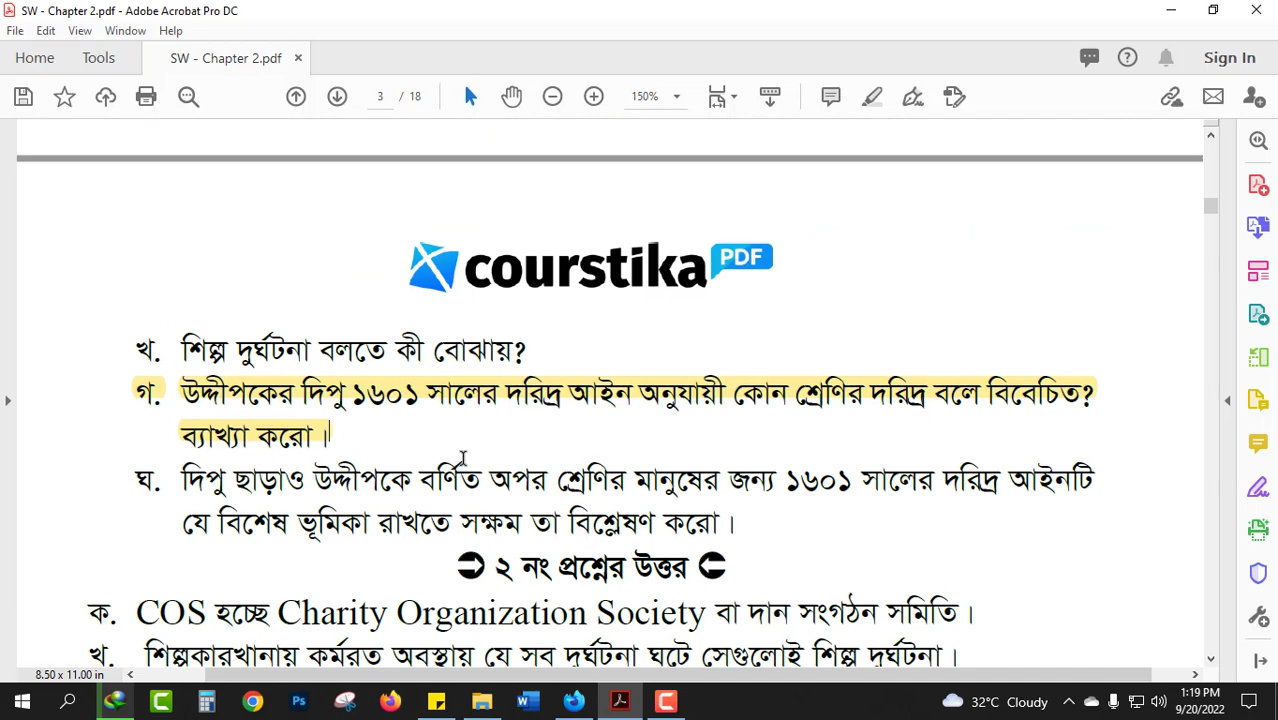 SW - Chapter 2.pdf - Adobe Acrobat Pro DC
File Edit View Window Help
Home Tools SW - Chapter 2.pdf × Sign In
3 / 18 150%
courstika PDF
খ. শিল্প দুর্ঘটনা বলতে কী বোঝায়?
গ. উদ্দীপকের দিপু ১৬০১ সালের দরিদ্র আইন অনুযায়ী কোন শ্রেণির দরিদ্র বলে বিবেচিত?
ব্যাখ্যা করো।
ঘ. দিপু ছাড়াও উদ্দীপকে বর্ণিত অপর শ্রেণির মানুষের জন্য ১৬০১ সালের দরিদ্র আইনটি
যে বিশেষ ভূমিকা রাখতে সক্ষম তা বিশ্লেষণ করো।
২ নং প্রশ্নের উত্তর
ক. COS হচ্ছে Charity Organization Society বা দান সংগঠন সমিতি।
খ. শিল্পকারখানায় কর্মরত অবস্থায় যে সব দুর্ঘটনা ঘটে সেগুলোই শিল্প দুর্ঘটনা।
8.50 x 11.00 in
32°C Cloudy 1:19 PM
9/20/2022